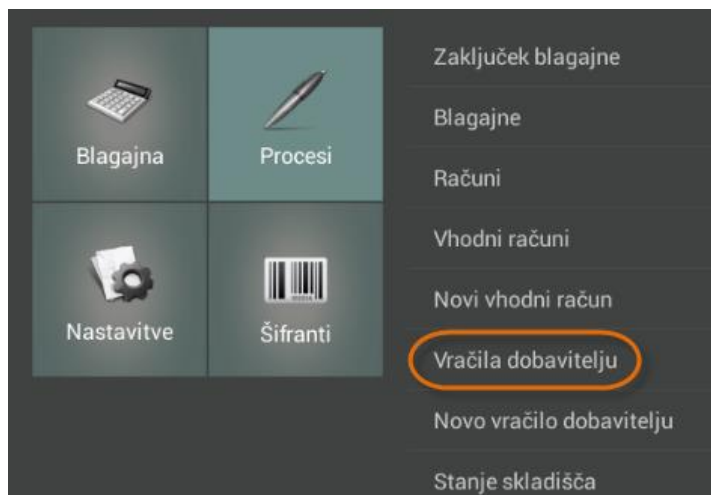 Blagajna
Procesi
Nastavitve
Šifranti
Zaključek blagajne
Blagajne
Računi
Vhodni računi
Novi vhodni račun
Vračila dobavitelju
Novo vračilo dobavitelju
Stanje skladišča